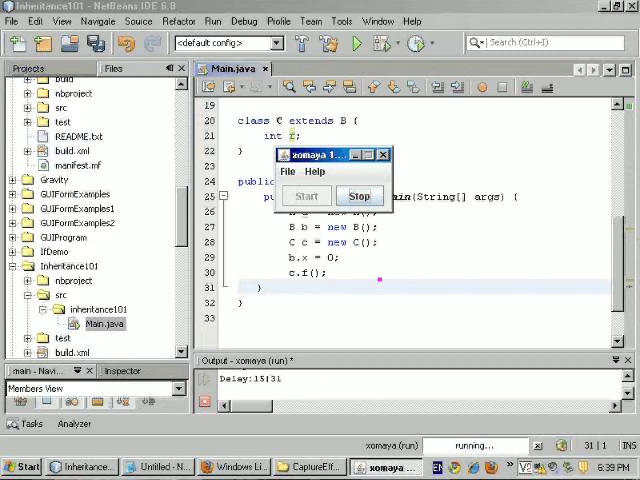 Inheritance101 - NetBeans IDE 6.8
File Edit View Navigate Source Refactor Run Debug Profile Team Tools Window Help
<default config>
Search (Ctrl+I)
Projects
Files
Main.java
build
nbproject
src
test
README.txt
build.xml
manifest.mf
Gravity
GUIFormExamples
GUIFormExamples1
GUIFormExamples2
GUIProgram
IfDemo
Inheritance101
nbproject
src
inheritance101
Main.java
test
build.xml
19
20 class C extends B {
21 int f;
22 }
23
24 public
25 ain(String[] args) {
26 = new
27 B b = new B();
28 C c = new C();
29 b.x = 0;
30 c.f();
31 }
32 }
33
xomaya 1....
File Help
Start Stop
main - Navi...
Inspector
Members View
Output - xomaya (run) *
Delay:15|31
Tasks Analyzer
xomaya (run) running... 31 | 1 INS
Start Inheritance... Untitled - N... Windows Li... CaptureEff... xomaya ... EN 6:39 PM